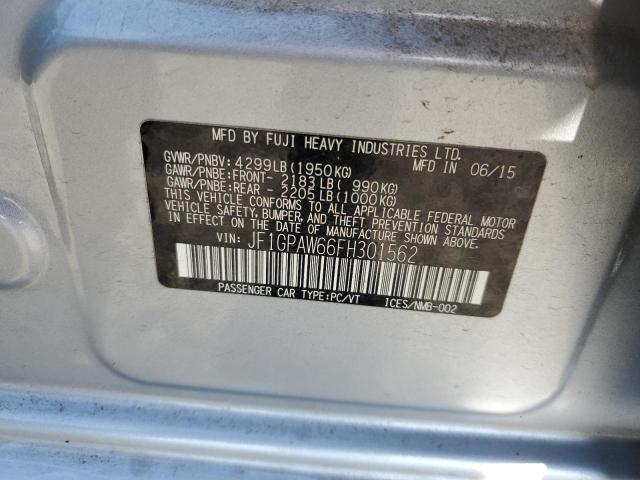 MFD BY FUJI HEAVY INDUSTRIES LTD.
GVWR/PNBV: 4299LB(1950KG) MFD IN 06/15
GAWR/PNBE:FRONT- 2183LB( 990KG)
GAWR/PNBE:REAR - 2205LB(1000KG)
THIS VEHICLE CONFORMS TO ALL APPLICABLE FEDERAL MOTOR
VEHICLE SAFETY, BUMPER, AND THEFT PREVENTION STANDARDS
IN EFFECT ON THE DATE OF MANUFACTURE SHOWN ABOVE.
VIN: JF1GPAW66FH301562
PASSENGER CAR TYPE:PC/VT ICES/NMB-002